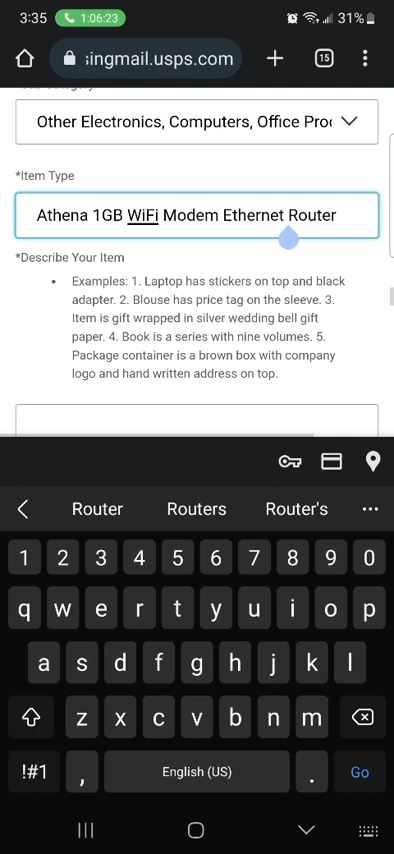 3:35
1:06:23
31%
singmail.usps.com
15
Other Electronics, Computers, Office Pro
*Item Type
Athena 1GB WiFi Modem Ethernet Router
*Describe Your Item
• Examples: 1. Laptop has stickers on top and black
adapter. 2. Blouse has price tag on the sleeve. 3.
Item is gift wrapped in silver wedding bell gift
paper. 4. Book is a series with nine volumes. 5.
Package container is a brown box with company
logo and hand written address on top.
Router Routers Router's
1 2 3 4 5 6 7 8 9 0
q w e r t y u i o p
a s d f g h j k l
z x c v b n m
!#1 , English (US) . Go